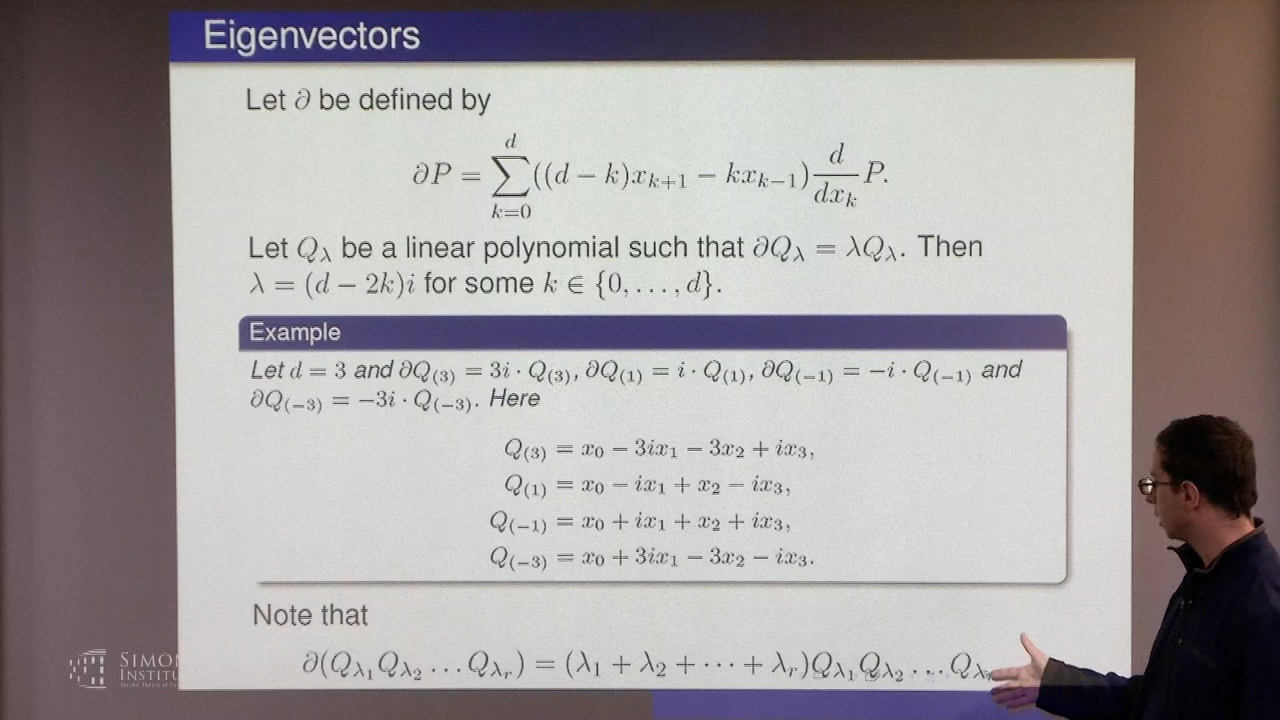 Eigenvectors
Let ∂ be defined by
∂P = \sum_{k=0}^{d} ((d − k)x_{k+1} − kx_{k−1}) \frac{d}{dx_k} P.
Let Q_λ be a linear polynomial such that ∂Q_λ = λQ_λ. Then
λ = (d − 2k)i for some k ∈ {0, . . . , d}.
Example
Let d = 3 and ∂Q_{(3)} = 3i · Q_{(3)}, ∂Q_{(1)} = i · Q_{(1)}, ∂Q_{(−1)} = −i · Q_{(−1)} and
∂Q_{(−3)} = −3i · Q_{(−3)}. Here
Q_{(3)} = x_0 − 3ix_1 − 3x_2 + ix_3,
Q_{(1)} = x_0 − ix_1 + x_2 − ix_3,
Q_{(−1)} = x_0 + ix_1 + x_2 + ix_3,
Q_{(−3)} = x_0 + 3ix_1 − 3x_2 − ix_3.
Note that
∂(Q_{λ_1}Q_{λ_2} . . . Q_{λ_r}) = (λ_1 + λ_2 + · · · + λ_r)Q_{λ_1}Q_{λ_2} . . . Q_λ